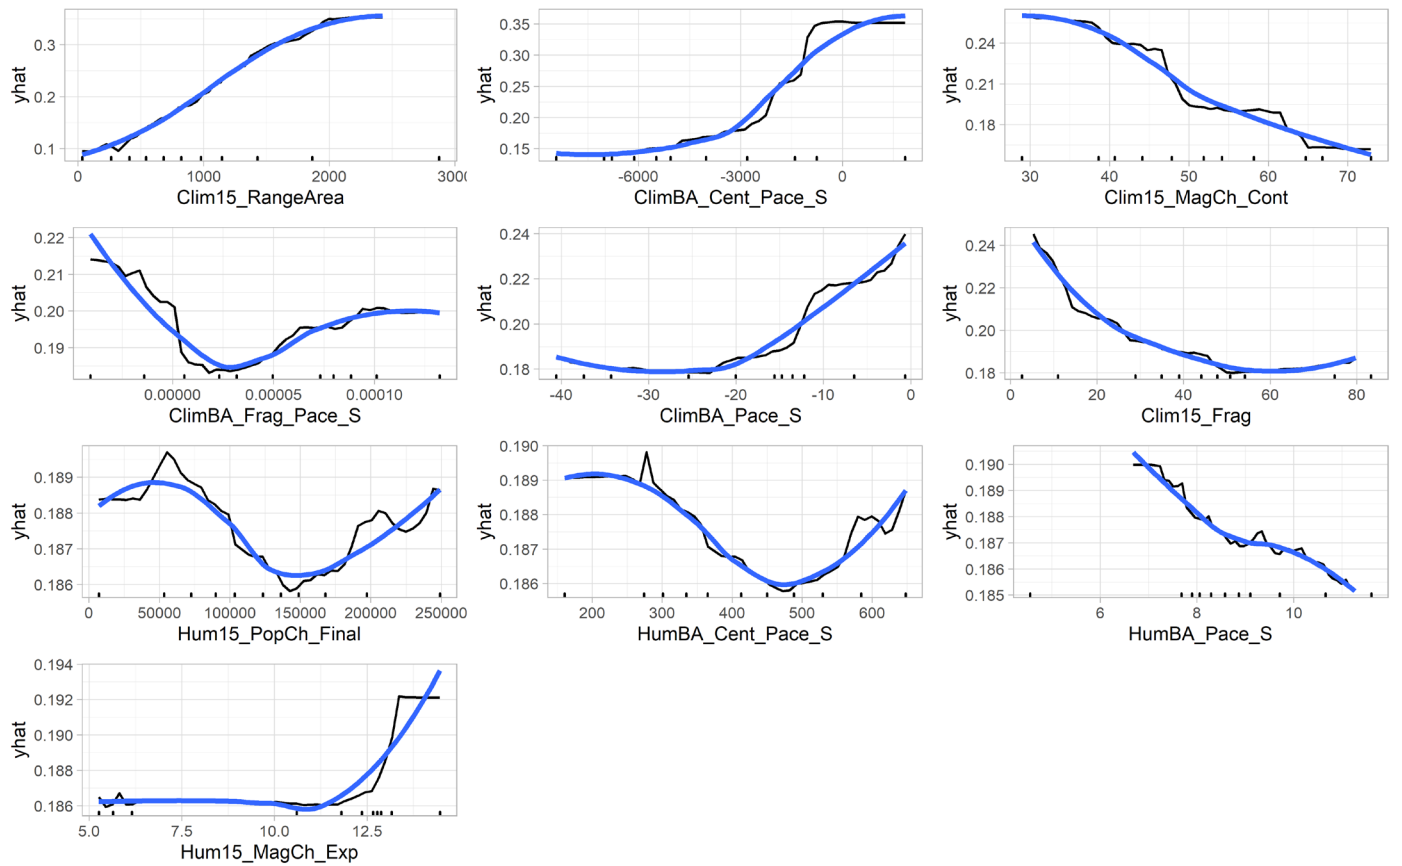 yhat
0.3
0.2
0.1
0 1000 2000 3000
Clim15_RangeArea
yhat
0.35
0.30
0.25
0.20
0.15
-6000 -3000 0
ClimBA_Cent_Pace_S
yhat
0.24
0.21
0.18
30 40 50 60 70
Clim15_MagCh_Cont
yhat
0.22
0.21
0.20
0.19
0.00000 0.00005 0.00010
ClimBA_Frag_Pace_S
yhat
0.24
0.22
0.20
0.18
-40 -30 -20 -10 0
ClimBA_Pace_S
yhat
0.24
0.22
0.20
0.18
0 20 40 60 80
Clim15_Frag
yhat
0.189
0.188
0.187
0.186
0 50000 100000 150000 200000 250000
Hum15_PopCh_Final
yhat
0.190
0.189
0.188
0.187
0.186
200 300 400 500 600
HumBA_Cent_Pace_S
yhat
0.190
0.189
0.188
0.187
0.186
0.185
6 8 10
HumBA_Pace_S
yhat
0.194
0.192
0.190
0.188
0.186
5.0 7.5 10.0 12.5
Hum15_MagCh_Exp